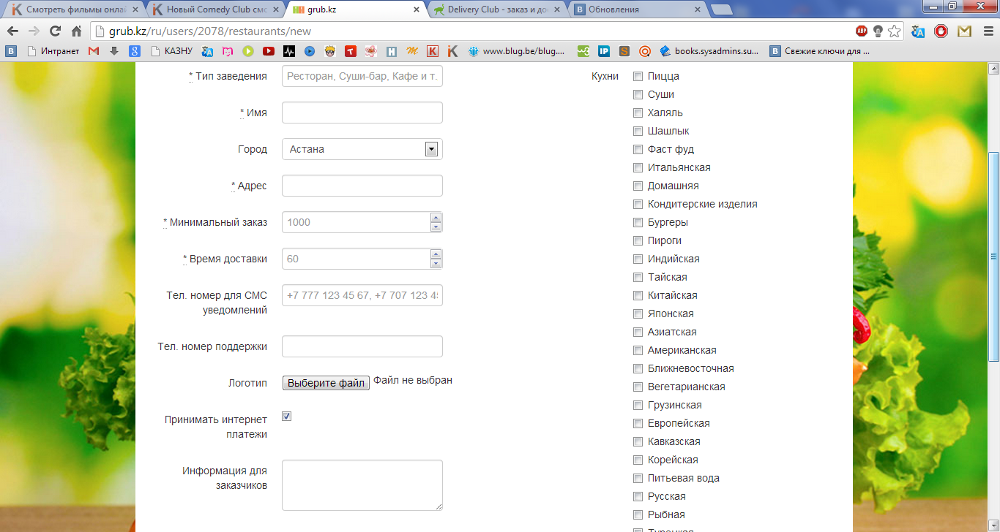 Смотреть фильмы онлай
Новый Comedy Club смо
grub.kz
Delivery Club - заказ и до
Обновления
grub.kz/ru/users/2078/restaurants/new
Интранет
КАЗНУ
www.blug.be/blug....
books.sysadmins.su...
Свежие ключи для ...
* Тип заведения
Ресторан, Суши-бар, Кафе и т.
* Имя
Город
Астана
* Адрес
* Минимальный заказ
1000
* Время доставки
60
Тел. номер для СМС
уведомлений
+7 777 123 45 67, +7 707 123 45
Тел. номер поддержки
Логотип
Выберите файл
Файл не выбран
Принимать интернет
платежи
Информация для
заказчиков
Кухни
Пицца
Суши
Халяль
Шашлык
Фаст фуд
Итальянская
Домашняя
Кондитерские изделия
Бургеры
Пироги
Индийская
Тайская
Китайская
Японская
Азиатская
Американская
Ближневосточная
Вегетарианская
Грузинская
Европейская
Кавказская
Корейская
Питьевая вода
Русская
Рыбная